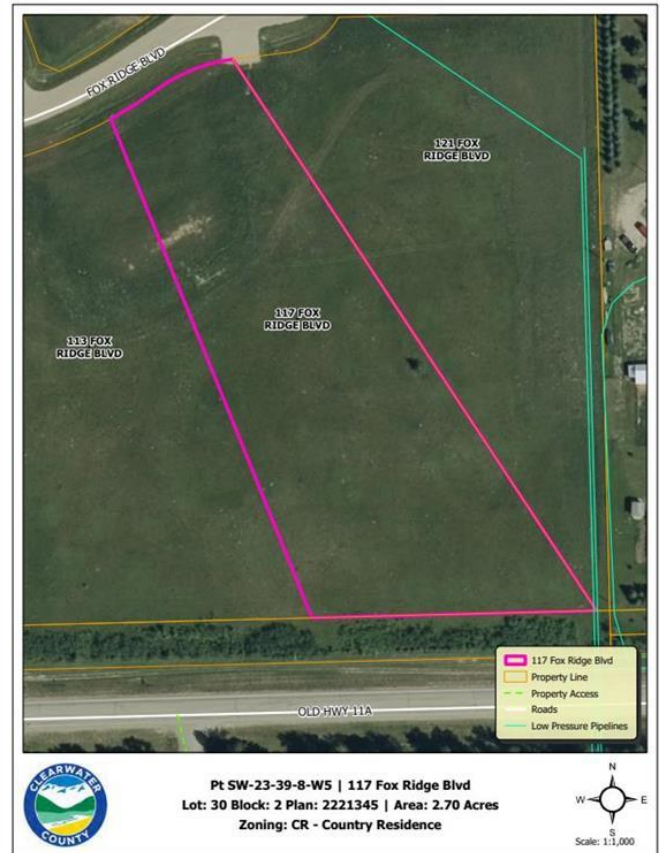 FOX RIDGE BLVD
121 FOX
RIDGE BLVD
117 FOX
RIDGE BLVD
113 FOX
RIDGE BLVD
117 Fox Ridge Blvd
Property Line
Property Access
Roads
Low Pressure Pipelines
OLD HWY 11A
CLEARWATER
COUNTY
Pt SW-23-39-8-W5 | 117 Fox Ridge Blvd
Lot: 30 Block: 2 Plan: 2221345 | Area: 2.70 Acres
Zoning: CR - Country Residence
N
W E
S
Scale: 1:1,000